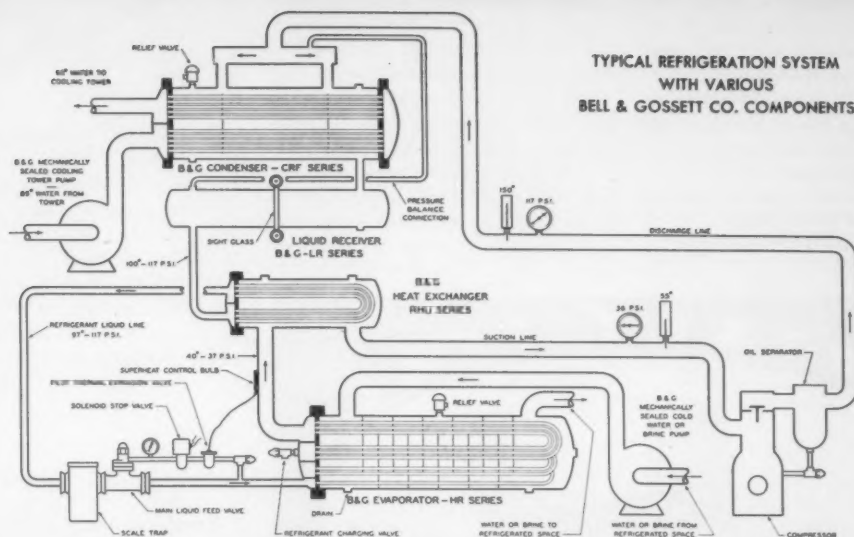 TYPICAL REFRIGERATION SYSTEM
WITH VARIOUS
BELL & GOSSETT CO. COMPONENTS
RELIEF VALVE
WATER TO
COOLING TOWER
B&G MECHANICALLY
SEALED COOLING
TOWER PUMP
85° WATER FROM
TOWER
B&G CONDENSER – CRF SERIES
PRESSURE
BALANCE
CONNECTION
SIGHT GLASS
LIQUID RECEIVER
B&G-LR SERIES
100°-117 P.S.I.
150°
117 P.S.I.
DISCHARGE LINE
B&G
HEAT EXCHANGER
RHU SERIES
REFRIGERANT LIQUID LINE
97°-117 P.S.I.
40°-37 P.S.I.
SUCTION LINE
36 P.S.I.
55°
OIL SEPARATOR
SUPERHEAT CONTROL BULB
PILOT THERMAL EXPANSION VALVE
SOLENOID STOP VALVE
RELIEF VALVE
B&G
MECHANICALLY
SEALED COLD
WATER OR
BRINE PUMP
B&G EVAPORATOR-HR SERIES
DRAIN
MAIN LIQUID FEED VALVE
SCALE TRAP
REFRIGERANT CHARGING VALVE
WATER OR BRINE TO
REFRIGERATED SPACE
WATER OR BRINE FROM
REFRIGERATED SPACE
COMPRESSOR